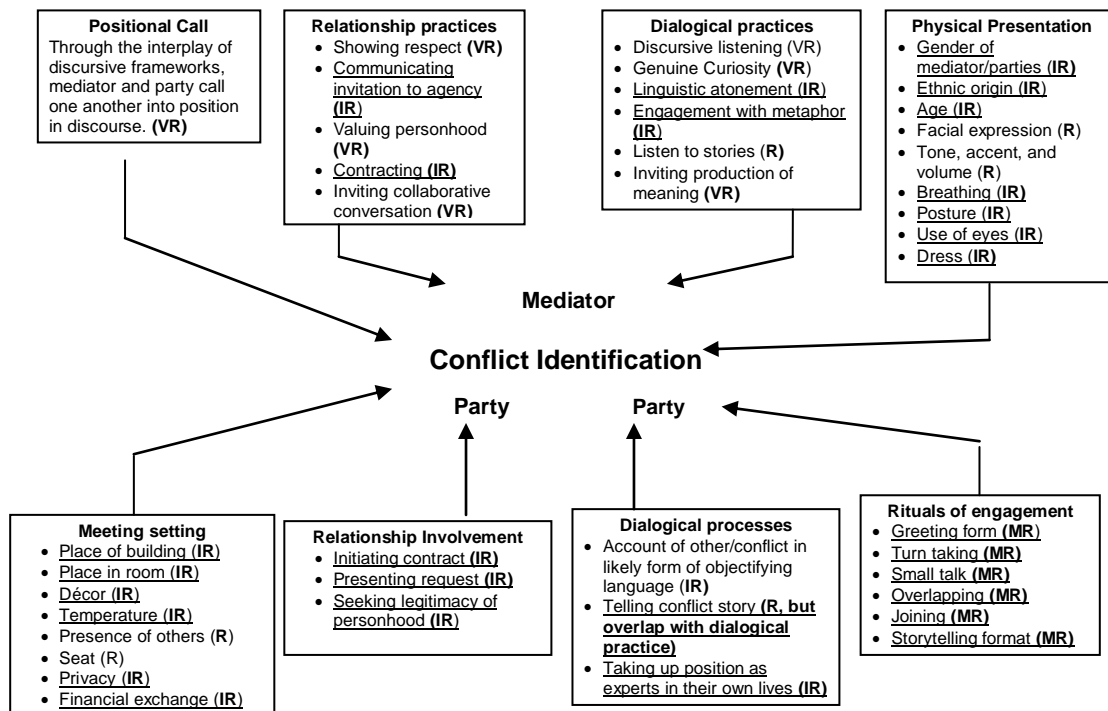 Positional Call
Through the interplay of
discursive frameworks,
mediator and party call
one another into position
in discourse. (VR)
Relationship practices
• Showing respect (VR)
• Communicating
invitation to agency
(IR)
• Valuing personhood
(VR)
• Contracting (IR)
• Inviting collaborative
conversation (VR)
Dialogical practices
• Discursive listening (VR)
• Genuine Curiosity (VR)
• Linguistic atonement (IR)
• Engagement with metaphor
(IR)
• Listen to stories (R)
• Inviting production of
meaning (VR)
Physical Presentation
• Gender of
mediator/parties (IR)
• Ethnic origin (IR)
• Age (IR)
• Facial expression (R)
• Tone, accent, and
volume (R)
• Breathing (IR)
• Posture (IR)
• Use of eyes (IR)
• Dress (IR)
Mediator
Conflict Identification
Party
Party
Meeting setting
• Place of building (IR)
• Place in room (IR)
• Décor (IR)
• Temperature (IR)
• Presence of others (R)
• Seat (R)
• Privacy (IR)
• Financial exchange (IR)
Relationship Involvement
• Initiating contract (IR)
• Presenting request (IR)
• Seeking legitimacy of
personhood (IR)
Dialogical processes
• Account of other/conflict in
likely form of objectifying
language (IR)
• Telling conflict story (R, but
overlap with dialogical
practice)
• Taking up position as
experts in their own lives (IR)
Rituals of engagement
• Greeting form (MR)
• Turn taking (MR)
• Small talk (MR)
• Overlapping (MR)
• Joining (MR)
• Storytelling format (MR)